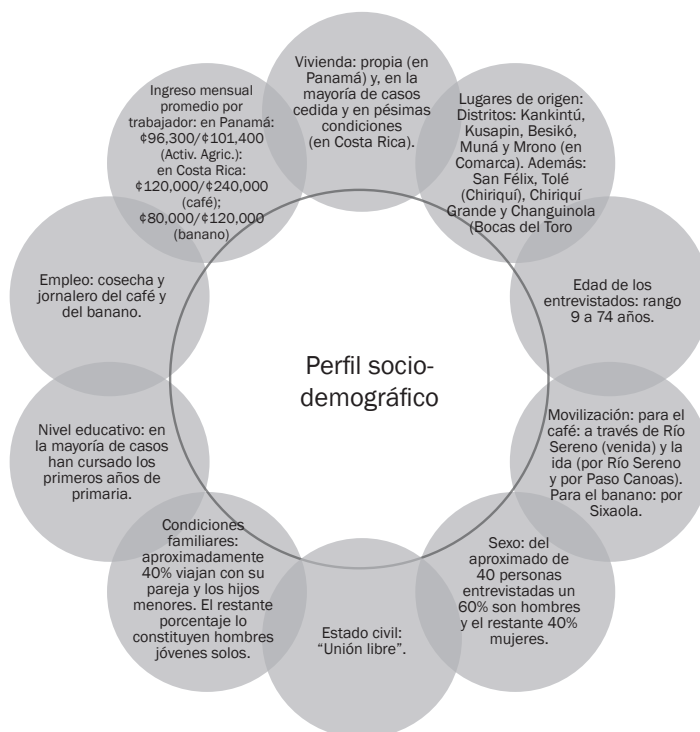 Vivienda: propia (en
Panamá) y, en la
mayoría de casos
cedida y en pésimas
condiciones
(en Costa Rica).
Lugares de origen:
Distritos: Kankintú,
Kusapin, Besikó,
Muná y Mrono (en
Comarca). Además:
San Félix, Tolé
(Chiriquí), Chiriquí
Grande y Changuinola
(Bocas del Toro
Edad de los
entrevistados: rango
9 a 74 años.
Movilización: para el
café: a través de Río
Sereno (venida) y la
ida (por Río Sereno
y por Paso Canoas).
Para el banano: por
Sixaola.
Sexo: del
aproximado de
40 personas
entrevistadas un
60% son hombres
y el restante 40%
mujeres.
Estado civil:
“Unión libre”.
Condiciones
familiares:
aproximadamente
40% viajan con su
pareja y los hijos
menores. El restante
porcentaje lo
constituyen hombres
jóvenes solos.
Nivel educativo: en
la mayoría de casos
han cursado los
primeros años de
primaria.
Empleo: cosecha y
jornalero del café y
del banano.
Ingreso mensual
promedio por
trabajador: en Panamá:
¢96,300/¢101,400
(Activ. Agric.):
en Costa Rica:
¢120,000/¢240,000
(café);
¢80,000/¢120,000
(banano)
Perfil socio-
demográfico